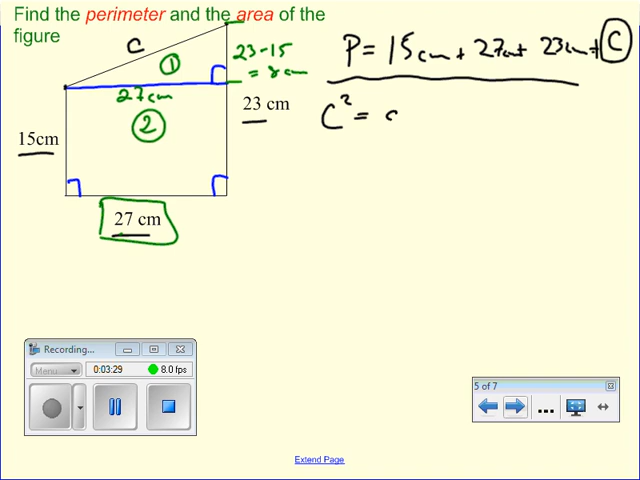 Find the perimeter and the area of the
figure
C
①
23-15
= 8cm
P = 15cm + 27cm + 23cm + C
27cm
②
23 cm
C² =
15cm
27 cm
Recording...
Menu
0:03:29
8.0 fps
5 of 7
...
Extend Page